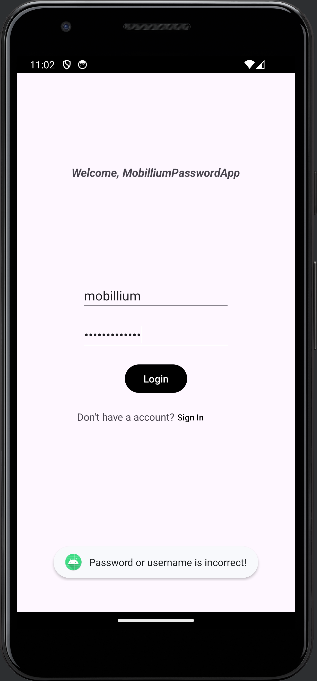 11:02
Welcome, MobilliumPasswordApp
mobillium
•••••••••••••
Login
Don't have a account? Sign In
Password or username is incorrect!